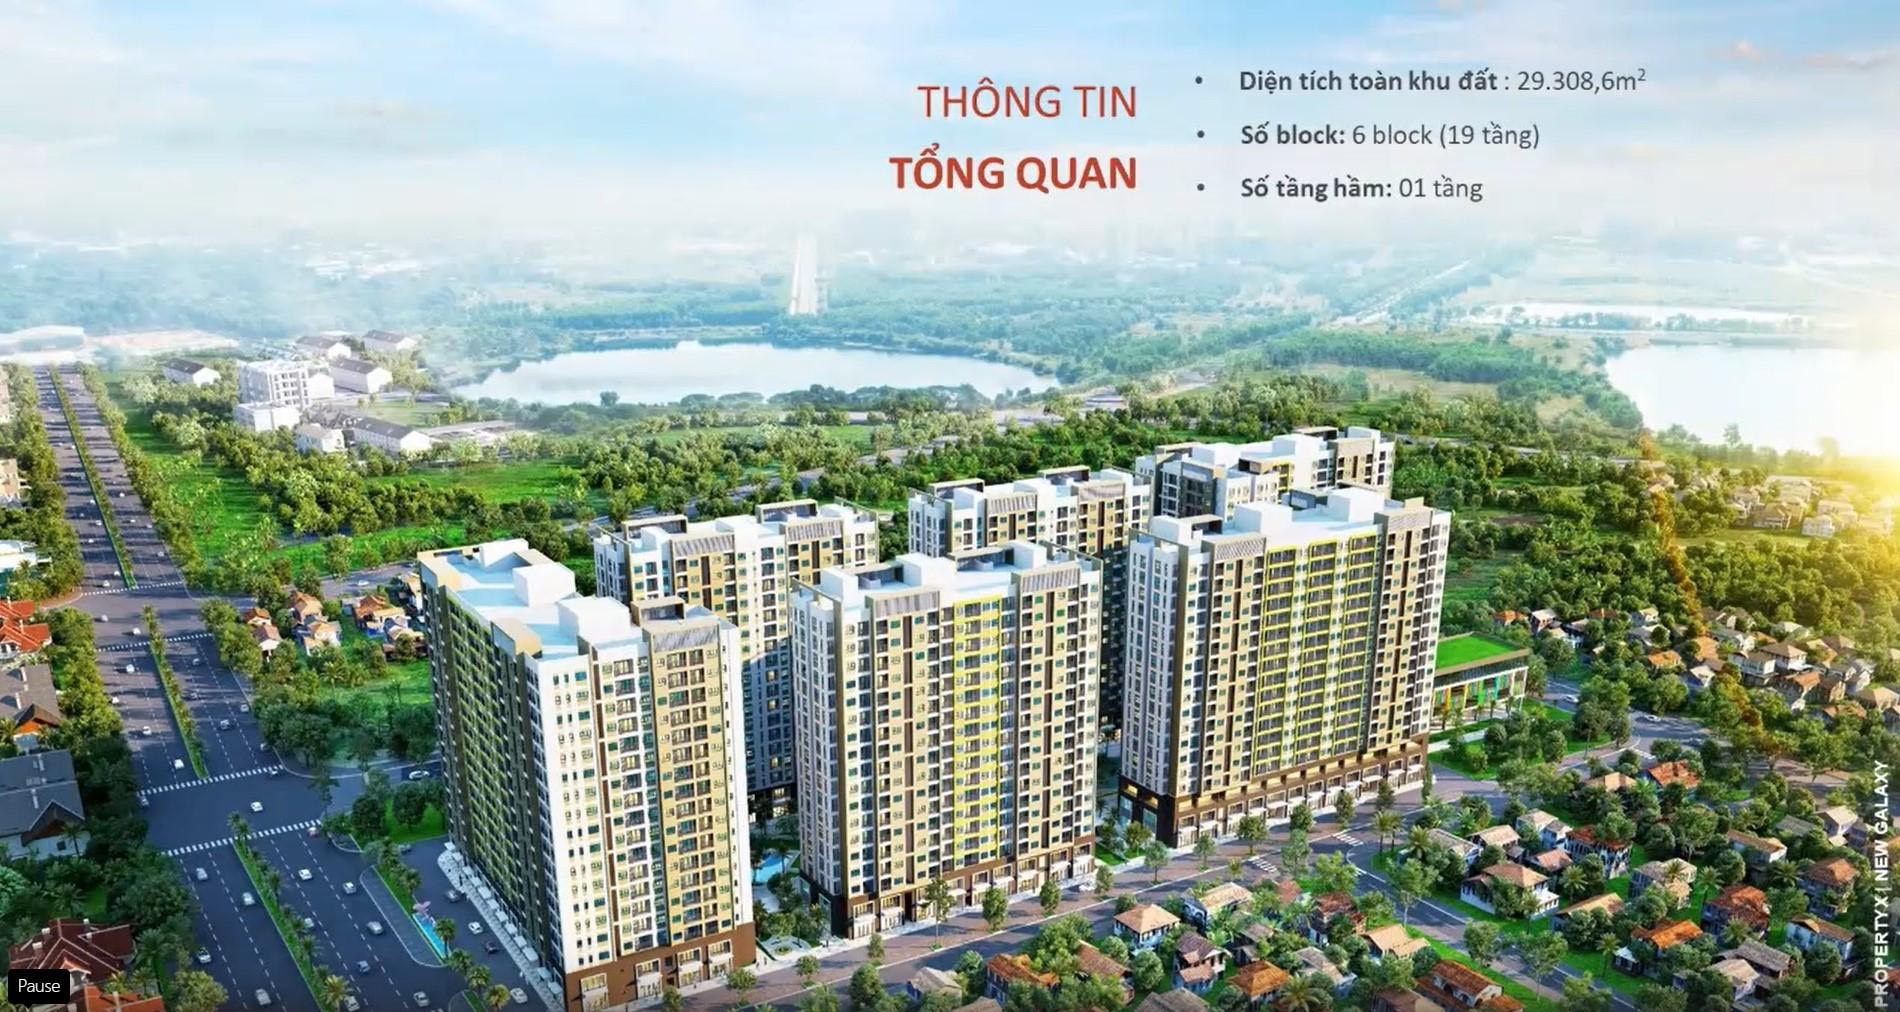 THÔNG TIN
TỔNG QUAN
• Diện tích toàn khu đất : 29.308,6m²
• Số block: 6 block (19 tầng)
• Số tầng hầm: 01 tầng
PROPERTYX | NEW GALAXY
Pause